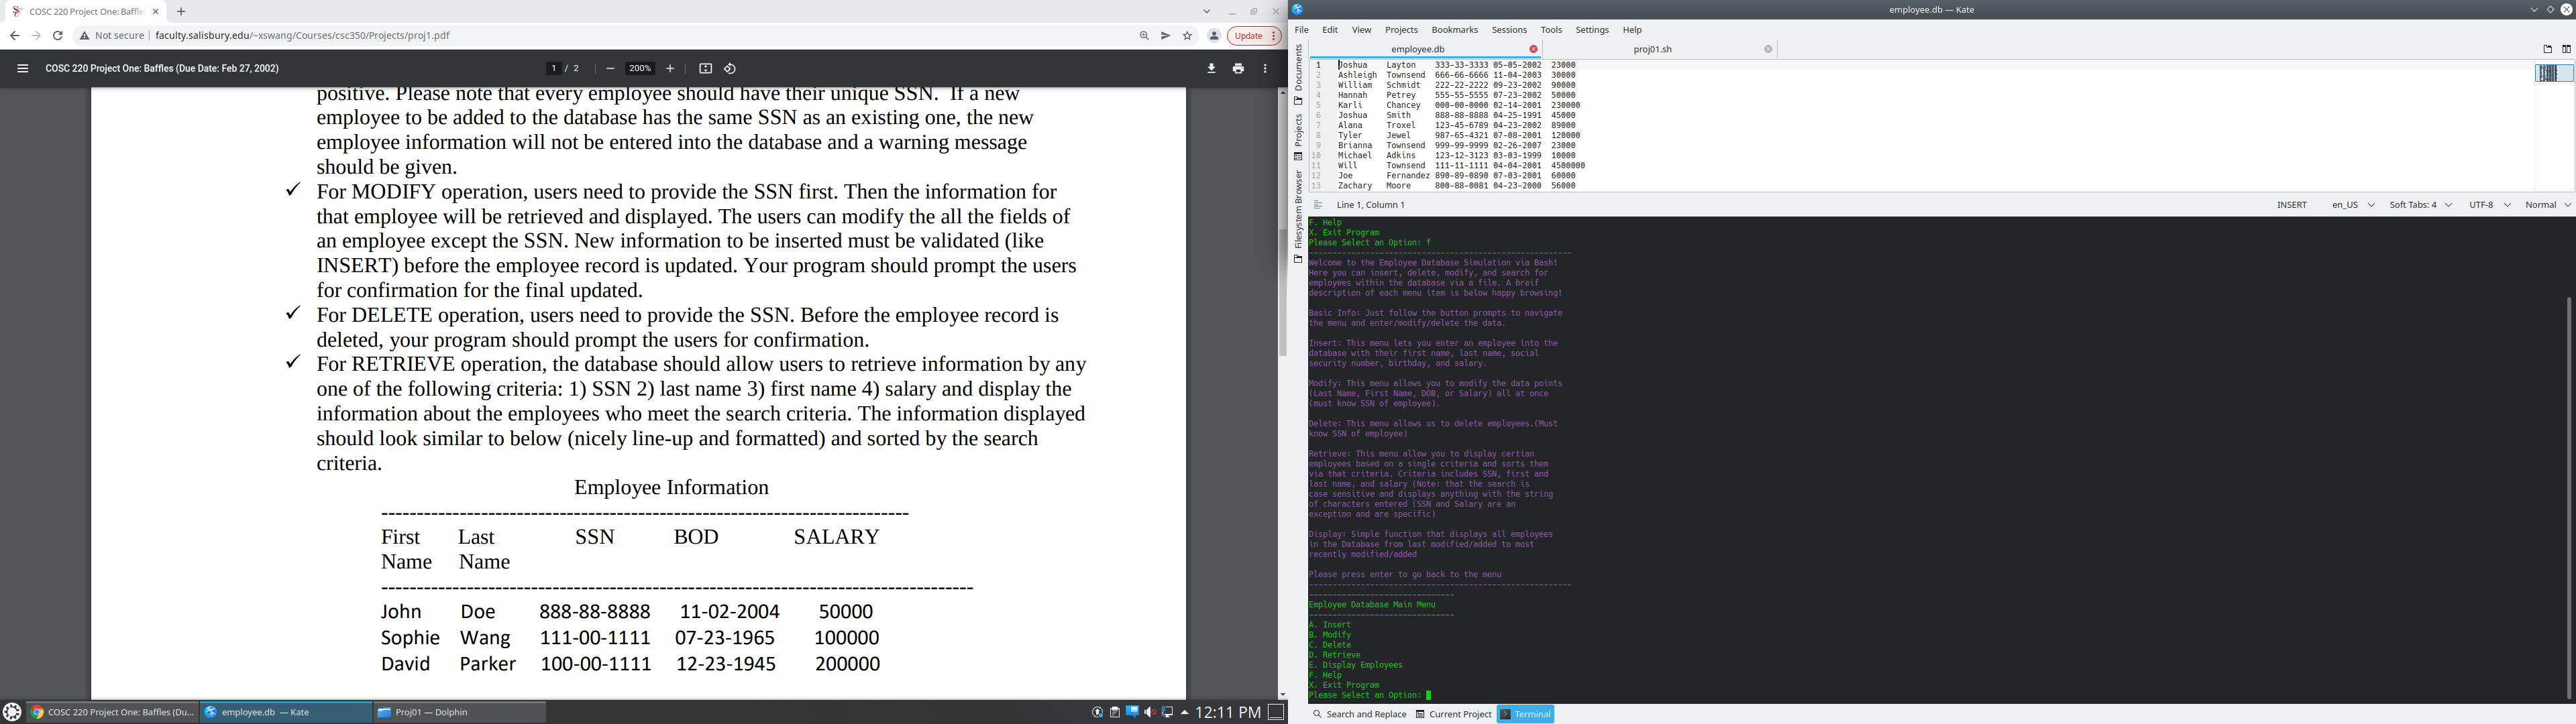 COSC 220 Project One: Baffles
Not secure | faculty.salisbury.edu/~xswang/Courses/csc350/Projects/proj1.pdf
Update
COSC 220 Project One: Baffles (Due Date: Feb 27, 2002)
1 / 2
200%
positive. Please note that every employee should have their unique SSN. If a new
employee to be added to the database has the same SSN as an existing one, the new
employee information will not be entered into the database and a warning message
should be given.
✓ For MODIFY operation, users need to provide the SSN first. Then the information for
that employee will be retrieved and displayed. The users can modify the all the fields of
an employee except the SSN. New information to be inserted must be validated (like
INSERT) before the employee record is updated. Your program should prompt the users
for confirmation for the final updated.
✓ For DELETE operation, users need to provide the SSN. Before the employee record is
deleted, your program should prompt the users for confirmation.
✓ For RETRIEVE operation, the database should allow users to retrieve information by any
one of the following criteria: 1) SSN 2) last name 3) first name 4) salary and display the
information about the employees who meet the search criteria. The information displayed
should look similar to below (nicely line-up and formatted) and sorted by the search
criteria.
Employee Information
First Last SSN BOD SALARY
Name Name
John Doe 888-88-8888 11-02-2004 50000
Sophie Wang 111-00-1111 07-23-1965 100000
David Parker 100-00-1111 12-23-1945 200000
COSC 220 Project One: Baffles (Du...
employee.db — Kate
Proj01 — Dolphin
12:11 PM
employee.db — Kate
File Edit View Projects Bookmarks Sessions Tools Settings Help
Documents
Projects
Filesystem Browser
employee.db
proj01.sh
1 Joshua Layton 333-33-3333 05-05-2002 23000
2 Ashleigh Townsend 666-66-6666 11-04-2003 30000
3 William Schmidt 222-22-2222 09-23-2002 90000
4 Hannah Petrey 555-55-5555 07-23-2002 50000
5 Karli Chancey 000-00-0000 02-14-2001 230000
6 Joshua Smith 888-88-8888 04-25-1991 45000
7 Alana Troxel 123-45-6789 04-23-2002 89000
8 Tyler Jewel 987-65-4321 07-08-2001 120000
9 Brianna Townsend 999-99-9999 02-26-2007 23000
10 Michael Adkins 123-12-3123 03-03-1999 10000
11 Will Townsend 111-11-1111 04-04-2001 4500000
12 Joe Fernandez 890-89-0890 07-03-2001 60000
13 Zachary Moore 800-88-0081 04-23-2000 56000
Line 1, Column 1
INSERT en_US Soft Tabs: 4 UTF-8 Normal
F. Help
X. Exit Program
Please Select an Option: f
Welcome to the Employee Database Simulation via Bash!
Here you can insert, delete, modify, and search for
employees within the database via a file. A breif
description of each menu item is below happy browsing!
Basic Info: Just follow the button prompts to navigate
the menu and enter/modify/delete the data.
Insert: This menu lets you enter an employee into the
database with their first name, last name, social
security number, birthday, and salary.
Modify: This menu allows you to modify the data points
(Last Name, First Name, DOB, or Salary) all at once
(must know SSN of employee).
Delete: This menu allows us to delete employees.(Must
know SSN of employee)
Retrieve: This menu allow you to display certian
employees based on a single criteria and sorts them
via that criteria. Criteria includes SSN, first and
last name, and salary (Note: that the search is
case sensitive and displays anything with the string
of characters entered (SSN and Salary are an
exception and are specific)
Display: Simple function that displays all employees
in the Database from last modified/added to most
recently modified/added
Please press enter to go back to the menu
Employee Database Main Menu
A. Insert
B. Modify
C. Delete
D. Retrieve
E. Display Employees
F. Help
X. Exit Program
Please Select an Option:
Search and Replace
Current Project
Terminal